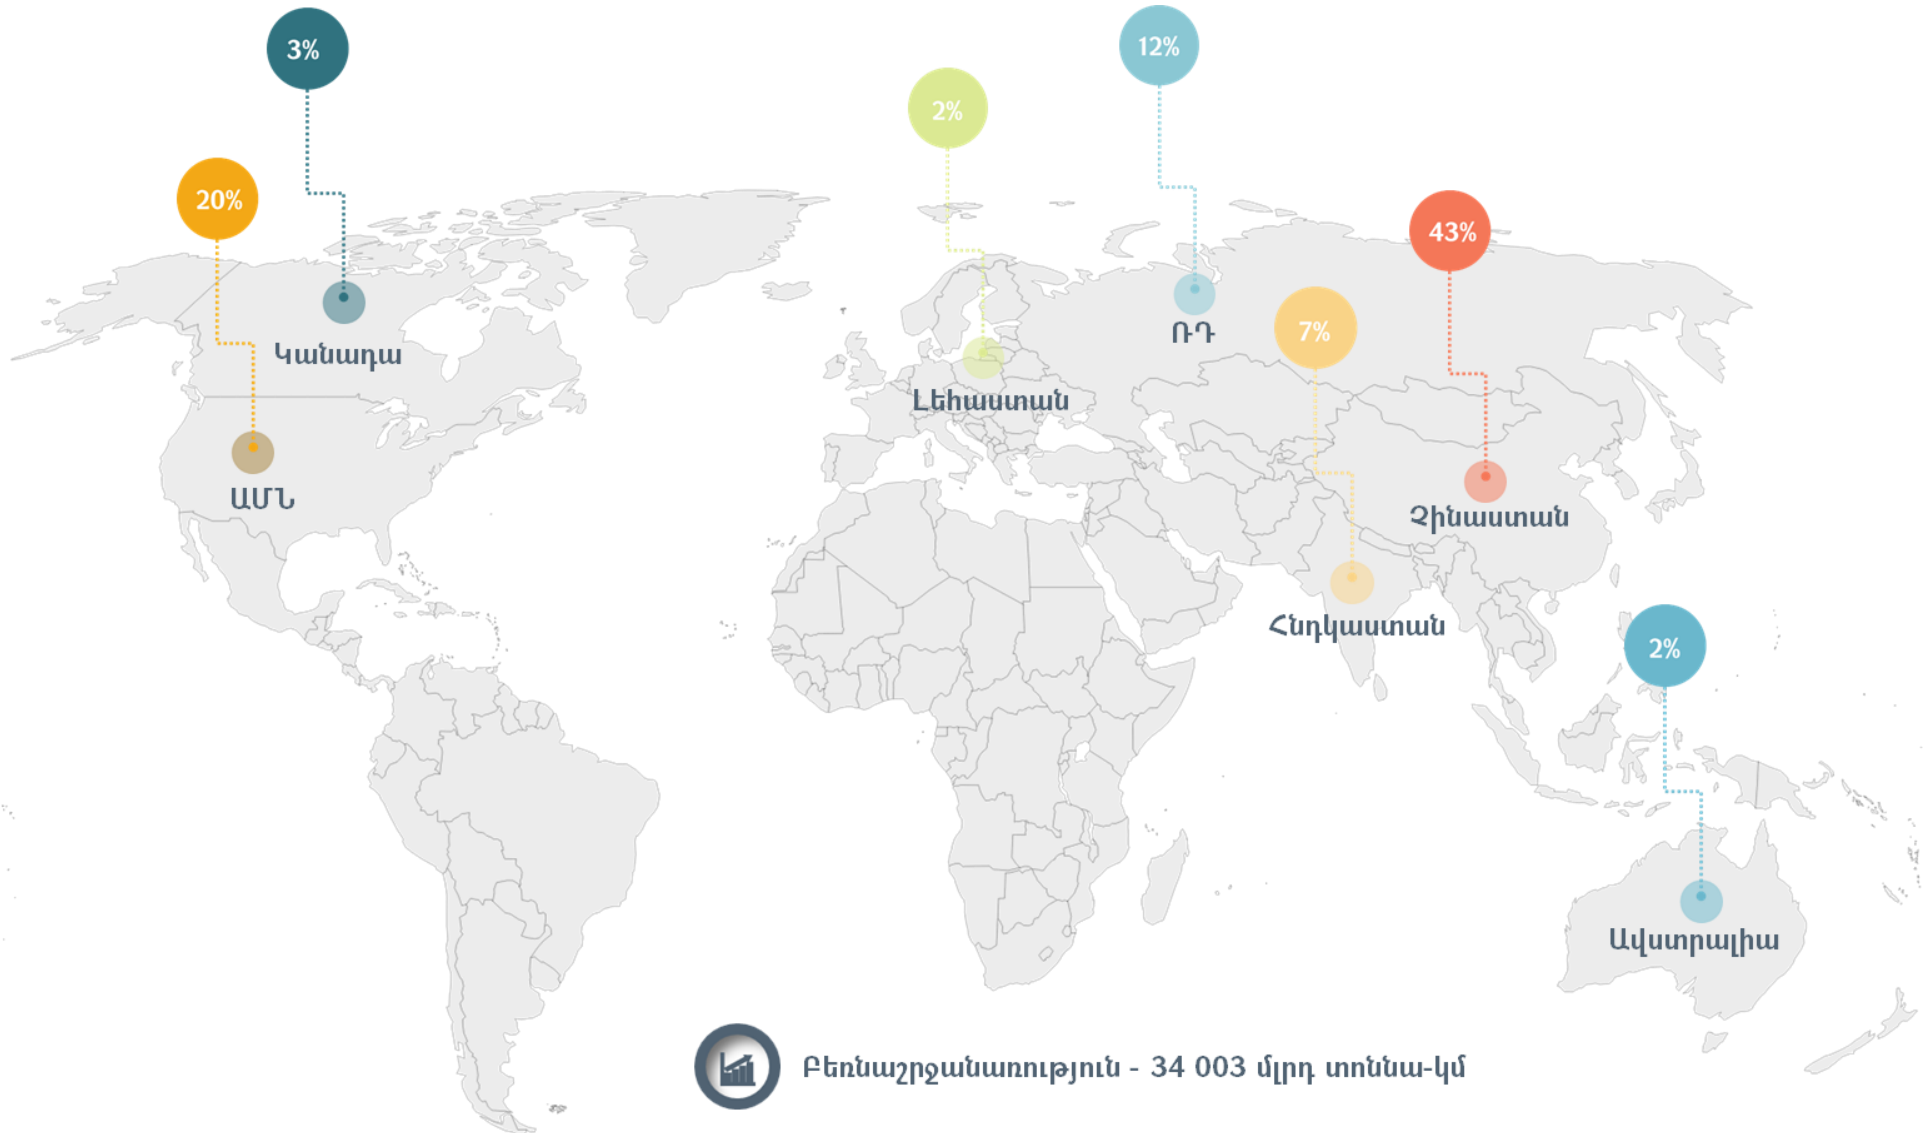 3%
12%
2%
20%
43%
7%
Կանադա
ՌԴ
Լեհաստան
ԱՄՆ
Չինաստան
Հնդկաստան
2%
Ավստրալիա
Բեռնաշրջանառություն - 34 003 մլրդ տոննա-կմ